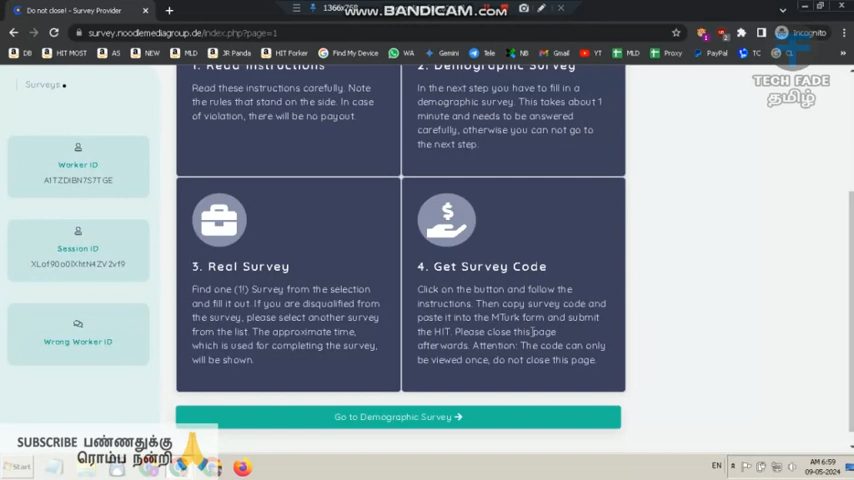 www.BANDICAM.com
1366x768
Do not close! - Survey Provider
survey.noodlemediagroup.de/index.php?page=1
Incognito
DB
HIT MOST
NEW
MLD
JR Panda
HIT Forker
Find My Device
WA
Gemini
Tele
NB
Gmail
YT
MLD
Proxy
PayPal
TC
TECH FADE
தமிழ்
Surveys
Worker ID
A1TZDIBN7S7TGE
Session ID
Wrong Worker ID
1. Read Instructions
Read these instructions carefully. Note
the rules that stand on the side. In case
of violation, there will be no payout.
2. Demographic Survey
In the next step you have to fill in a
demographic survey. This takes about 1
minute and needs to be answered
carefully, otherwise you can not go to
the next step.
3. Real Survey
Find one (1!) Survey from the selection
and fill it out. If you are disqualified from
the survey, please select another survey
from the list. The approximate time,
which is used for completing the survey,
will be shown.
4. Get Survey Code
Click on the button and follow the
instructions. Then copy survey code and
paste it into the MTurk form and submit
the HIT. Please close this page
afterwards. Attention: The code can only
be viewed once, do not close this page.
Go to Demographic Survey
SUBSCRIBE பண்ணதுக்கு
ரொம்ப நன்றி
Start
EN
AM 6:59
09-05-2024